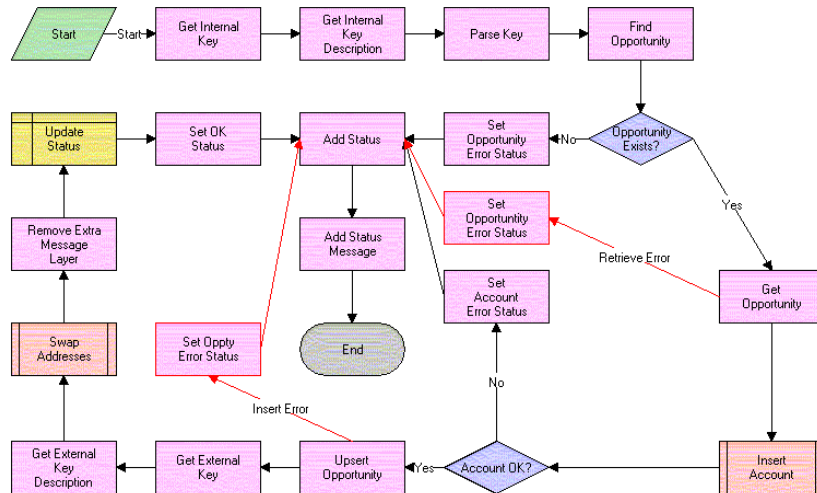 Start
Start
Get Internal
Key
Get Internal
Key
Description
Parse Key
Find
Opportunity
Update
Status
Set OK
Status
Add Status
Set
Opportunity
Error Status
No
Opportunity
Exists?
Yes
Remove Extra
Message
Layer
Add Status
Message
Set
Opportuntity
Error Status
Retrieve Error
Get
Opportunity
Swap
Addresses
Set Oppty
Error Status
End
Set
Account
Error Status
No
Insert Error
Get External
Key
Description
Get External
Key
Upsert
Opportunity
Yes
Account OK?
Insert
Account